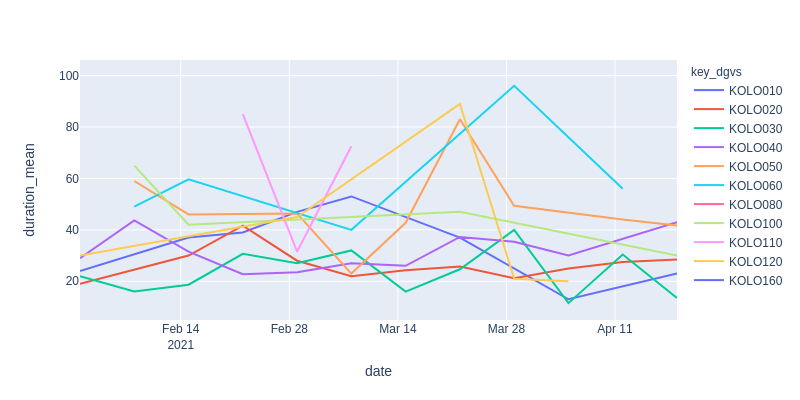 key_dgvs
KOLO010
KOLO020
KOLO030
KOLO040
KOLO050
KOLO060
KOLO080
KOLO100
KOLO110
KOLO120
KOLO160
100
80
60
40
20
duration_mean
Feb 14
2021
Feb 28
Mar 14
Mar 28
Apr 11
date